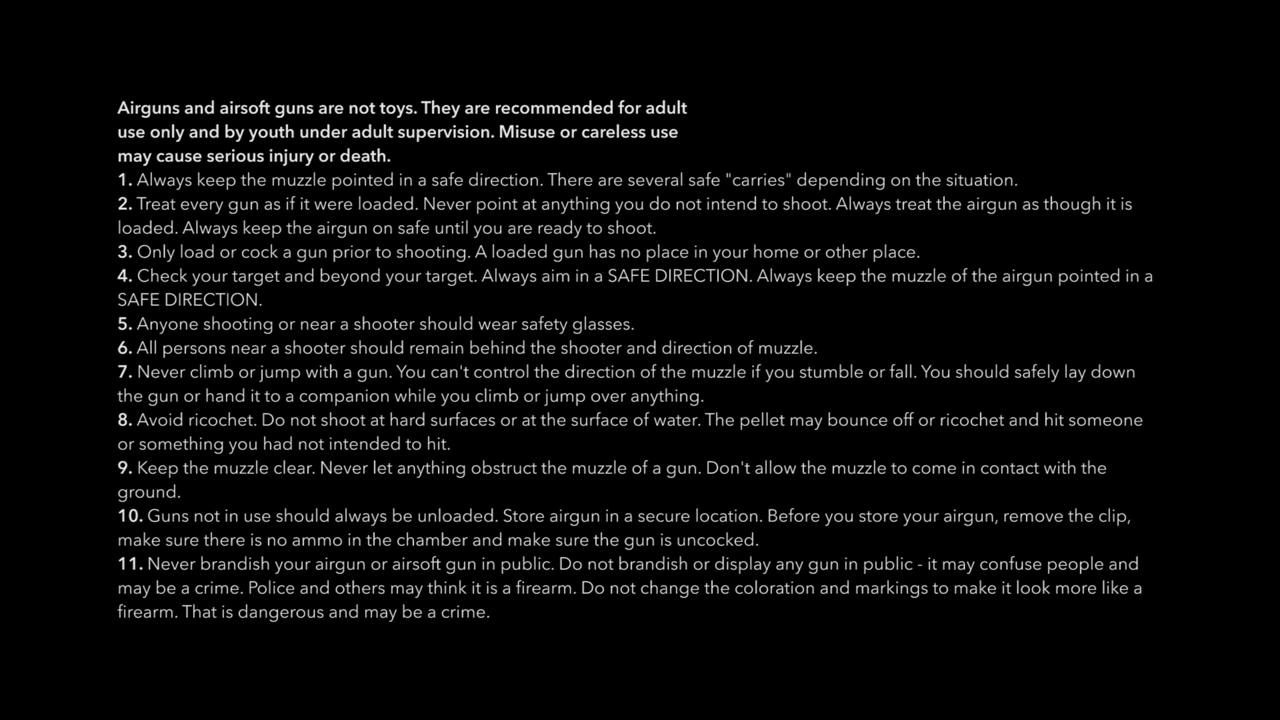 Airguns and airsoft guns are not toys. They are recommended for adult
use only and by youth under adult supervision. Misuse or careless use
may cause serious injury or death.
1. Always keep the muzzle pointed in a safe direction. There are several safe "carries" depending on the situation.
2. Treat every gun as if it were loaded. Never point at anything you do not intend to shoot. Always treat the airgun as though it is
loaded. Always keep the airgun on safe until you are ready to shoot.
3. Only load or cock a gun prior to shooting. A loaded gun has no place in your home or other place.
4. Check your target and beyond your target. Always aim in a SAFE DIRECTION. Always keep the muzzle of the airgun pointed in a
SAFE DIRECTION.
5. Anyone shooting or near a shooter should wear safety glasses.
6. All persons near a shooter should remain behind the shooter and direction of muzzle.
7. Never climb or jump with a gun. You can't control the direction of the muzzle if you stumble or fall. You should safely lay down
the gun or hand it to a companion while you climb or jump over anything.
8. Avoid ricochet. Do not shoot at hard surfaces or at the surface of water. The pellet may bounce off or ricochet and hit someone
or something you had not intended to hit.
9. Keep the muzzle clear. Never let anything obstruct the muzzle of a gun. Don't allow the muzzle to come in contact with the
ground.
10. Guns not in use should always be unloaded. Store airgun in a secure location. Before you store your airgun, remove the clip,
make sure there is no ammo in the chamber and make sure the gun is uncocked.
11. Never brandish your airgun or airsoft gun in public. Do not brandish or display any gun in public - it may confuse people and
may be a crime. Police and others may think it is a firearm. Do not change the coloration and markings to make it look more like a
firearm. That is dangerous and may be a crime.